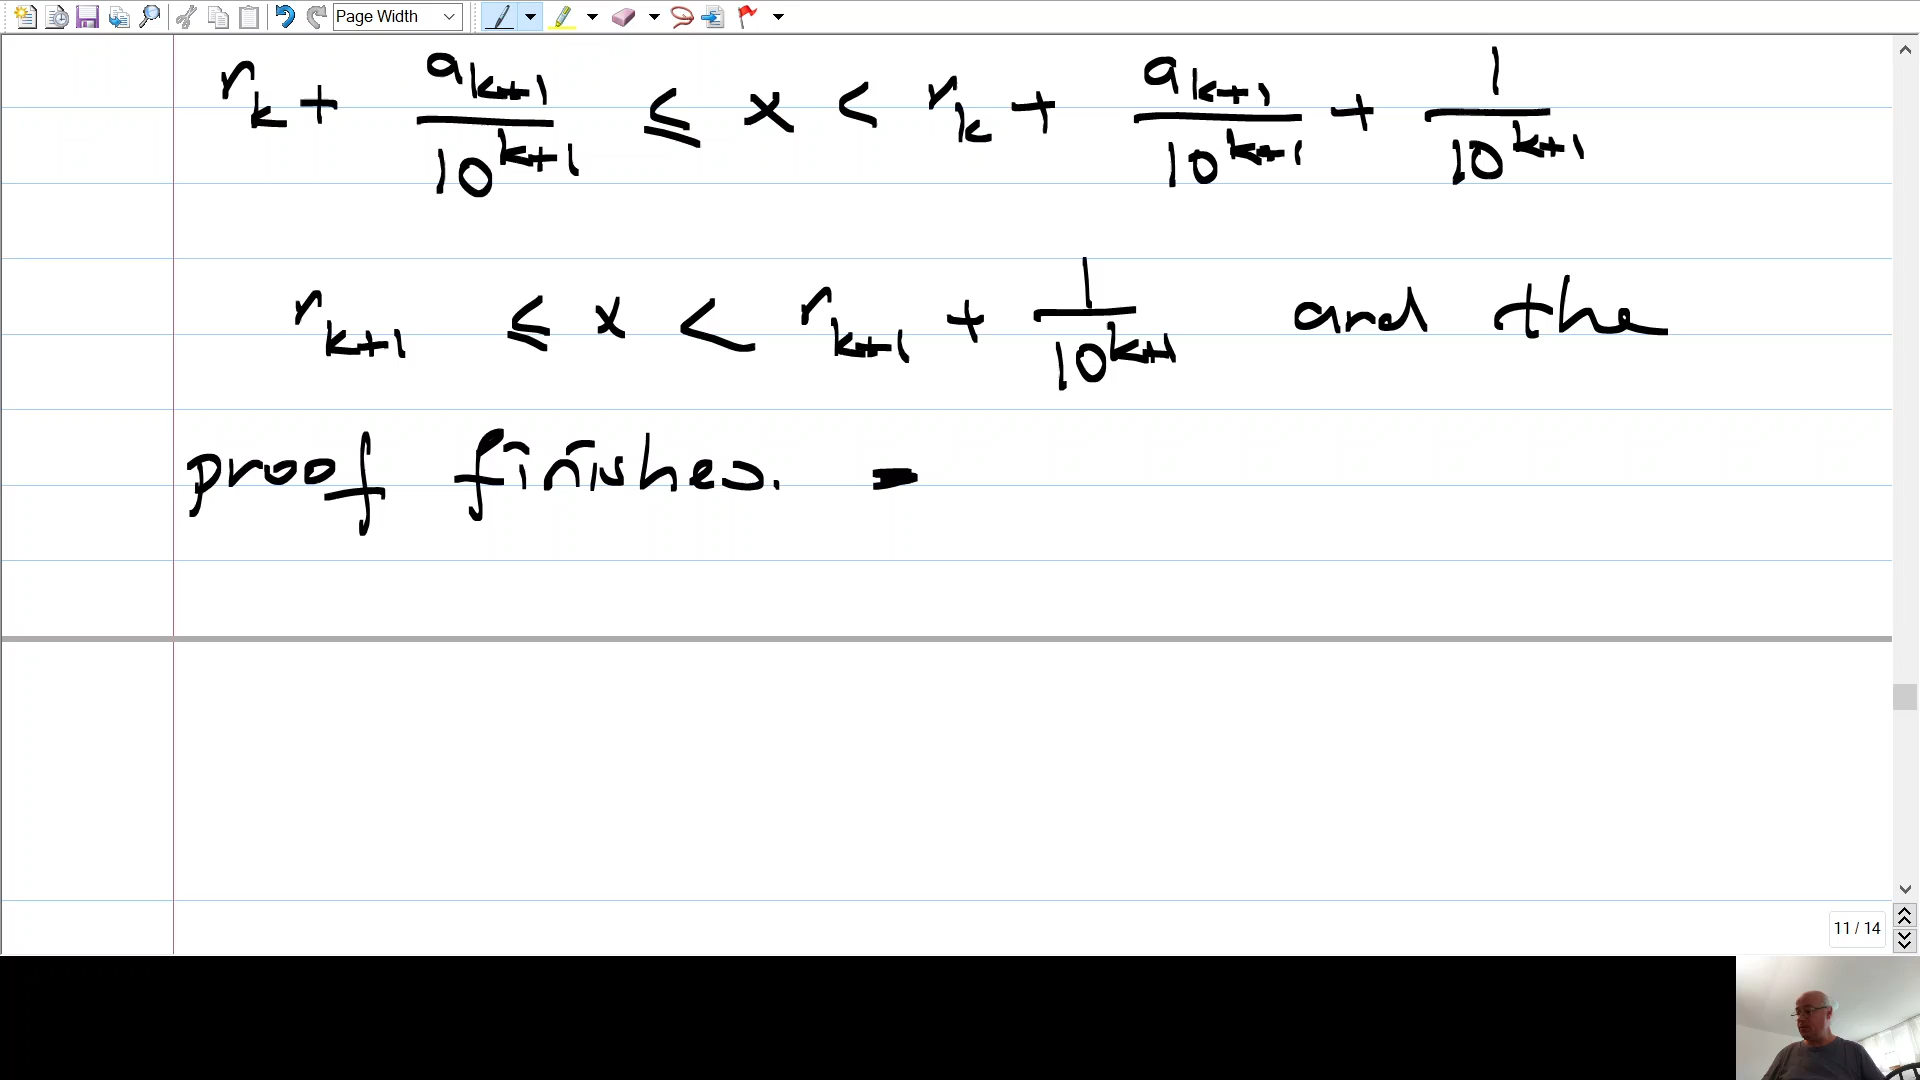 Page Width
r_k + a_{k+1}/10^{k+1} ≤ x < r_k + a_{k+1}/10^{k+1} + 1/10^{k+1}
r_{k+1} ≤ x < r_{k+1} + 1/10^{k+1} and the
proof finishes.
11 / 14